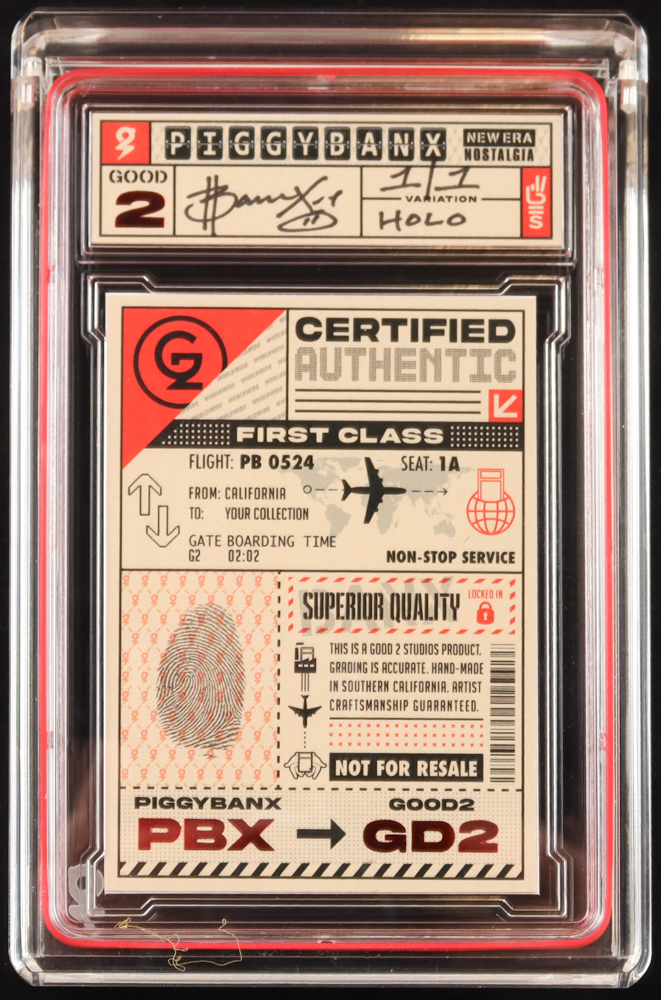 PIGGYBANX
NEW ERA
NOSTALGIA
GOOD
2
1/1
VARIATION
HOLO
G2
CERTIFIED
AUTHENTIC
FIRST CLASS
FLIGHT: PB 0524
SEAT: 1A
FROM: CALIFORNIA
TO: YOUR COLLECTION
GATE BOARDING TIME
G2 02:02
NON-STOP SERVICE
BANX
SUPERIOR QUALITY
LOCKED IN
THIS IS A GOOD 2 STUDIOS PRODUCT.
GRADING IS ACCURATE. HAND-MADE
IN SOUTHERN CALIFORNIA. ARTIST
CRAFTSMANSHIP GUARANTEED.
NOT FOR RESALE
PIGGYBANX
GOOD2
PBX → GD2